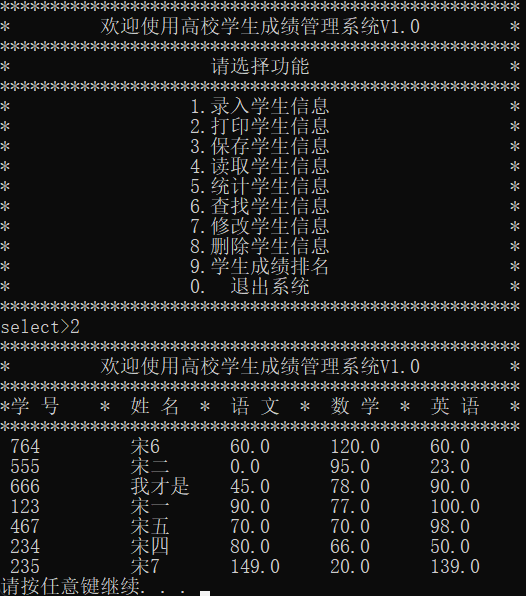 ****************************************************
*         欢迎使用高校学生成绩管理系统V1.0         *
****************************************************
*                    请选择功能                    *
****************************************************
*                  1.录入学生信息                  *
*                  2.打印学生信息                  *
*                  3.保存学生信息                  *
*                  4.读取学生信息                  *
*                  5.统计学生信息                  *
*                  6.查找学生信息                  *
*                  7.修改学生信息                  *
*                  8.删除学生信息                  *
*                  9.学生成绩排名                  *
*                  0.  退出系统                    *
****************************************************
select>2
****************************************************
*         欢迎使用高校学生成绩管理系统V1.0         *
****************************************************
*学 号    *  姓 名  *  语 文  *  数 学  *  英 语   *
****************************************************
 764         宋6       60.0      120.0     60.0
 555         宋二      0.0       95.0      23.0
 666         我才是    45.0      78.0      90.0
 123         宋一      90.0      77.0      100.0
 467         宋五      70.0      70.0      98.0
 234         宋四      80.0      66.0      50.0
 235         宋7       149.0     20.0      139.0
请按任意键继续. . .